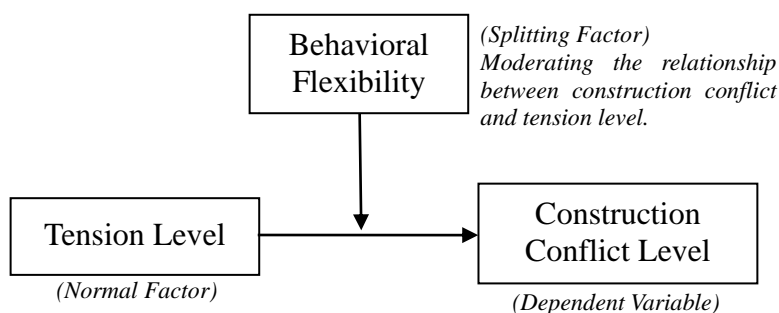 Behavioral
Flexibility
(Splitting Factor)
Moderating the relationship
between construction conflict
and tension level.
Tension Level
(Normal Factor)
Construction
Conflict Level
(Dependent Variable)